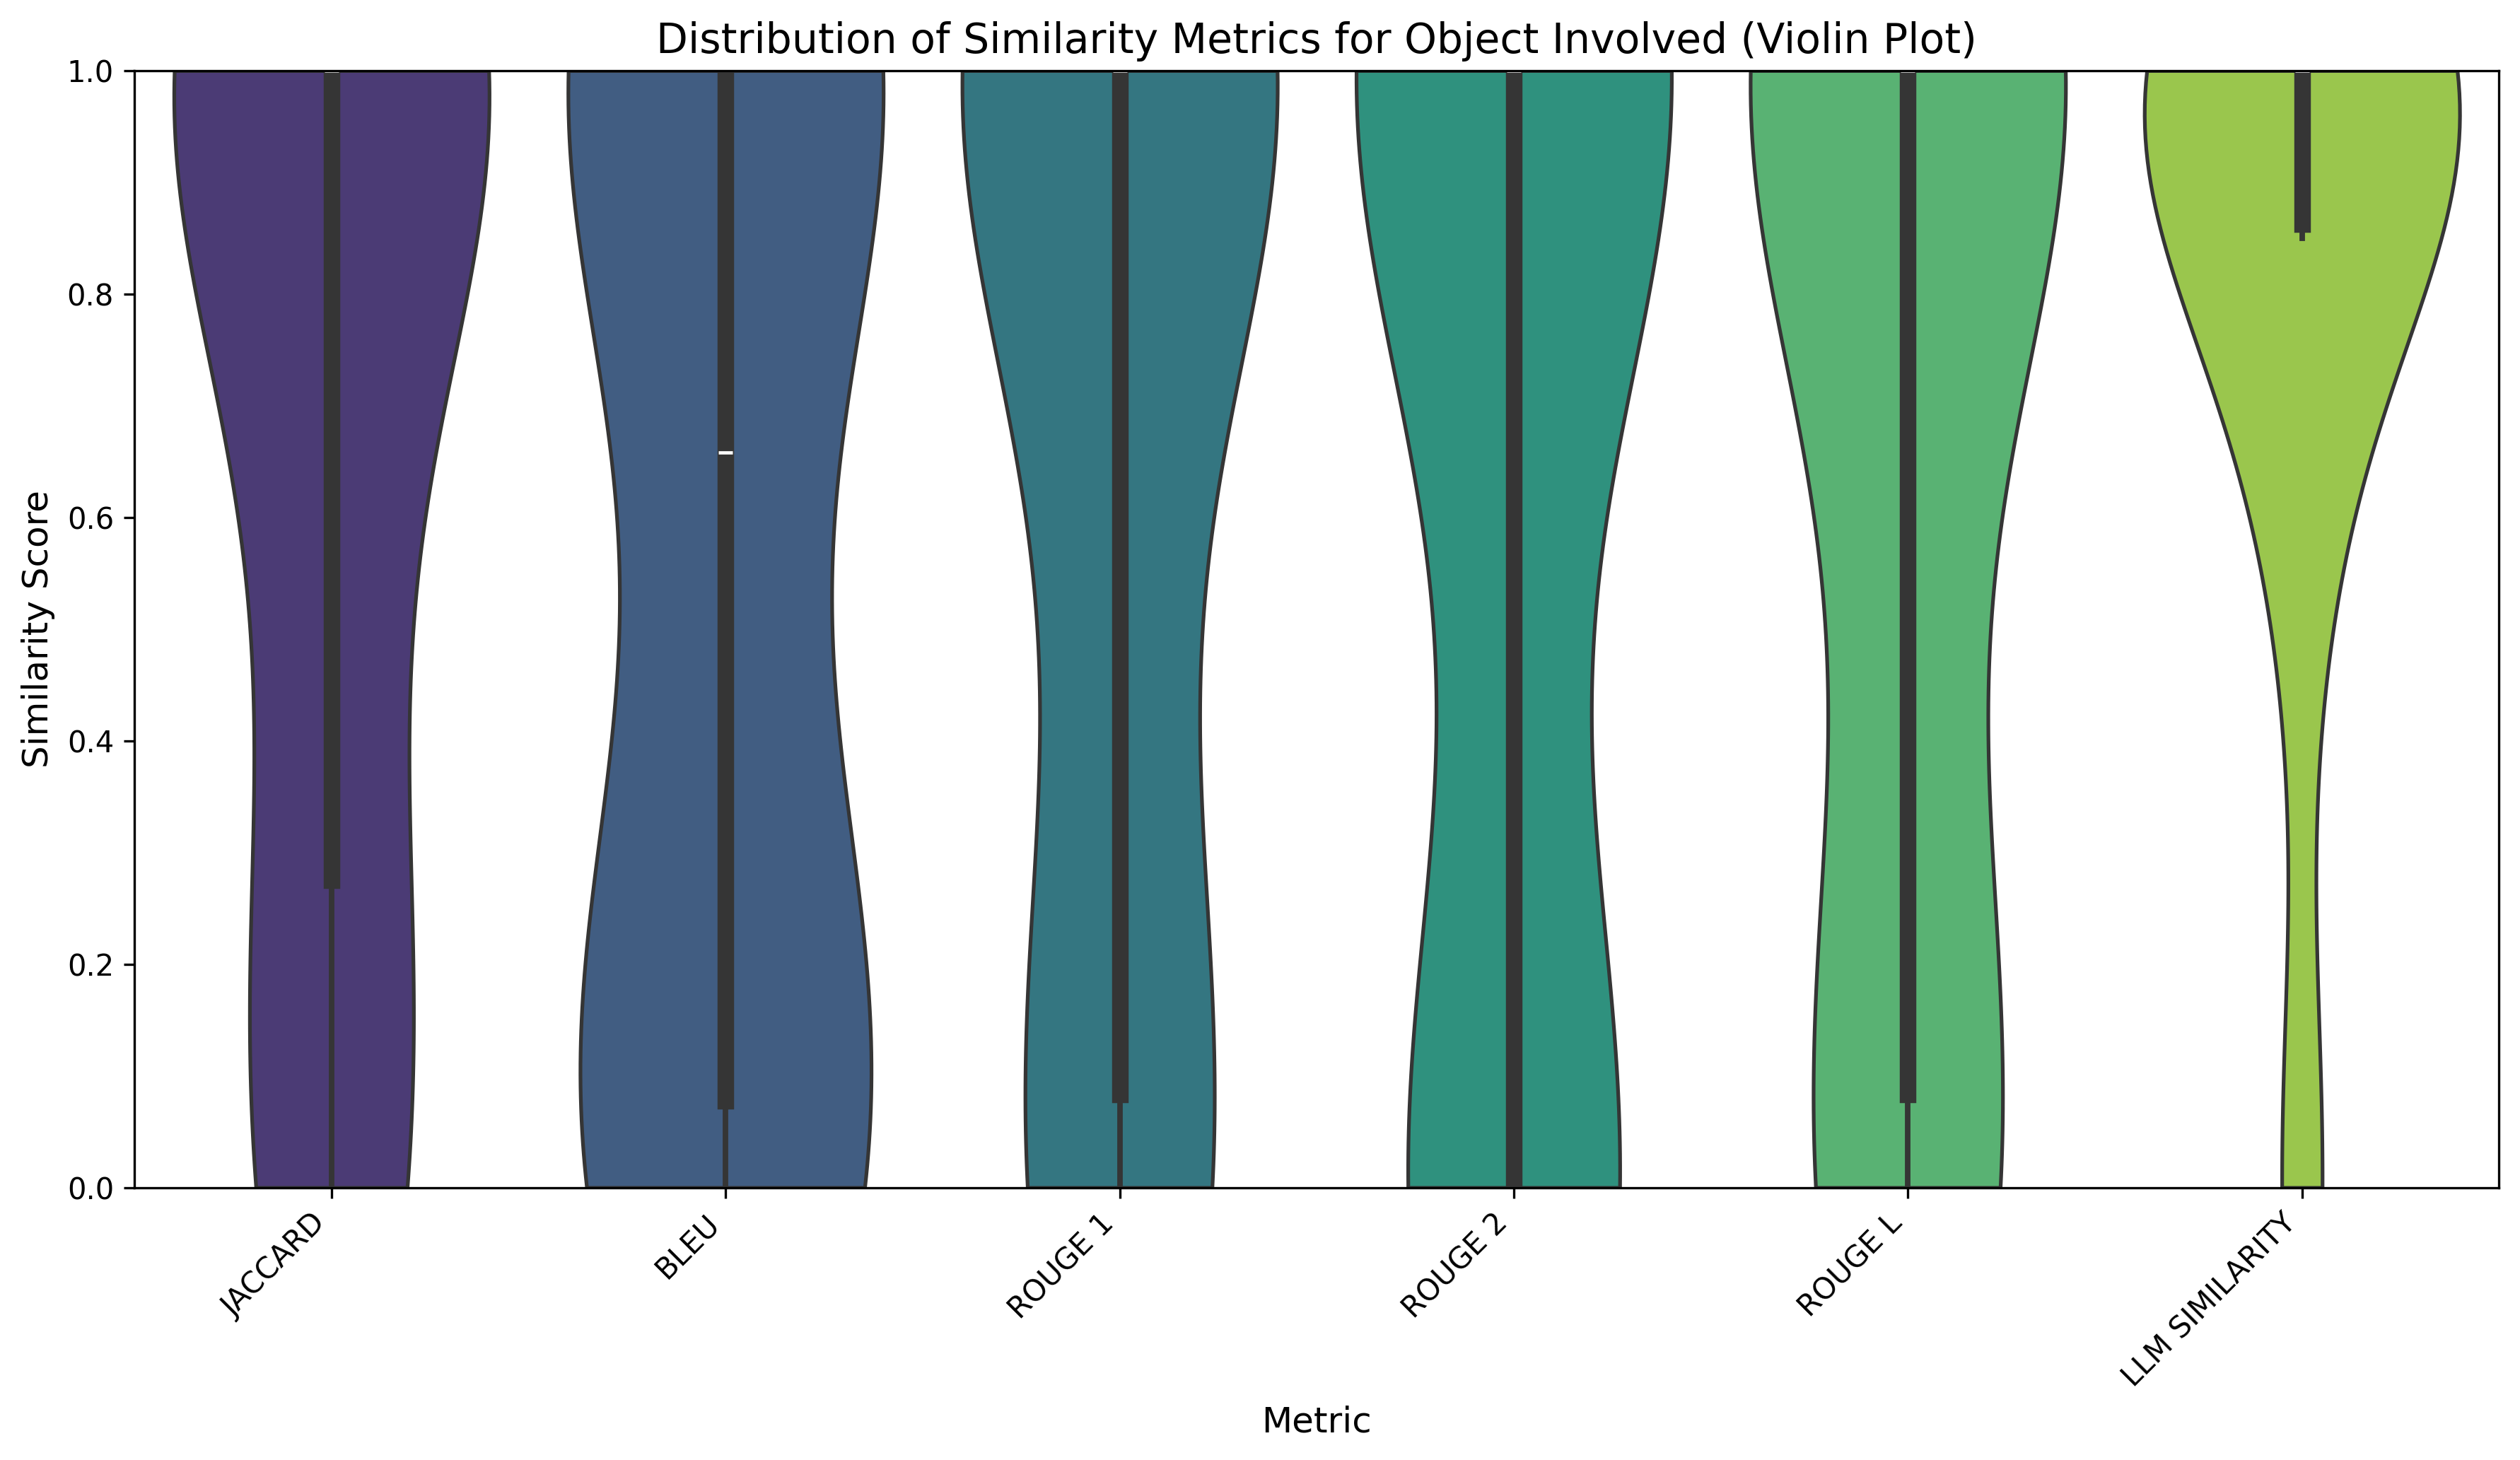 Distribution of Similarity Metrics for Object Involved (Violin Plot)
1.0
0.8
0.6
0.4
0.2
0.0
Similarity Score
JACCARD
BLEU
ROUGE 1
ROUGE 2
ROUGE L
LLM SIMILARITY
Metric